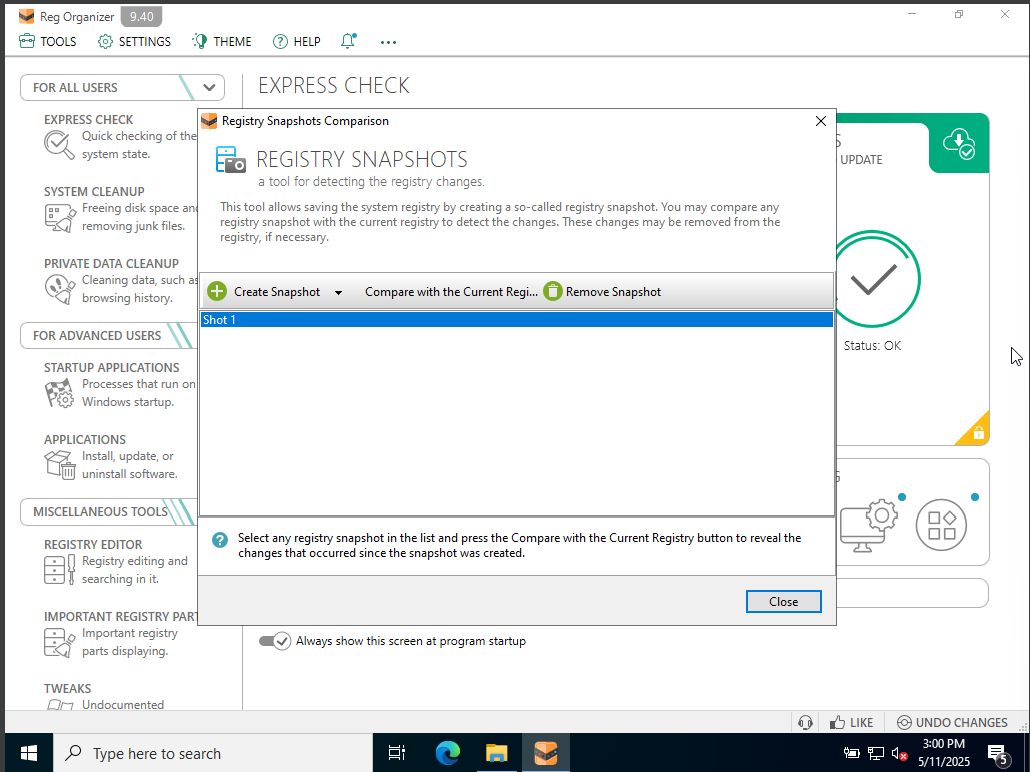 Reg Organizer 9.40
TOOLS SETTINGS THEME HELP ...
FOR ALL USERS
EXPRESS CHECK
Quick checking of the
system state.
SYSTEM CLEANUP
Freeing disk space and
removing junk files.
PRIVATE DATA CLEANUP
Cleaning data, such as
browsing history.
FOR ADVANCED USERS
STARTUP APPLICATIONS
Processes that run on
Windows startup.
APPLICATIONS
Install, update, or
uninstall software.
MISCELLANEOUS TOOLS
REGISTRY EDITOR
Registry editing and
searching in it.
IMPORTANT REGISTRY PART
Important registry
parts displaying.
TWEAKS
Undocumented
EXPRESS CHECK
UPDATE
Status: OK
Registry Snapshots Comparison
REGISTRY SNAPSHOTS
a tool for detecting the registry changes.
This tool allows saving the system registry by creating a so-called registry snapshot. You may compare any
registry snapshot with the current registry to detect the changes. These changes may be removed from the
registry, if necessary.
Create Snapshot Compare with the Current Regi... Remove Snapshot
Shot 1
Select any registry snapshot in the list and press the Compare with the Current Registry button to reveal the
changes that occurred since the snapshot was created.
Close
Always show this screen at program startup
LIKE UNDO CHANGES
Type here to search
3:00 PM
5/11/2025
5